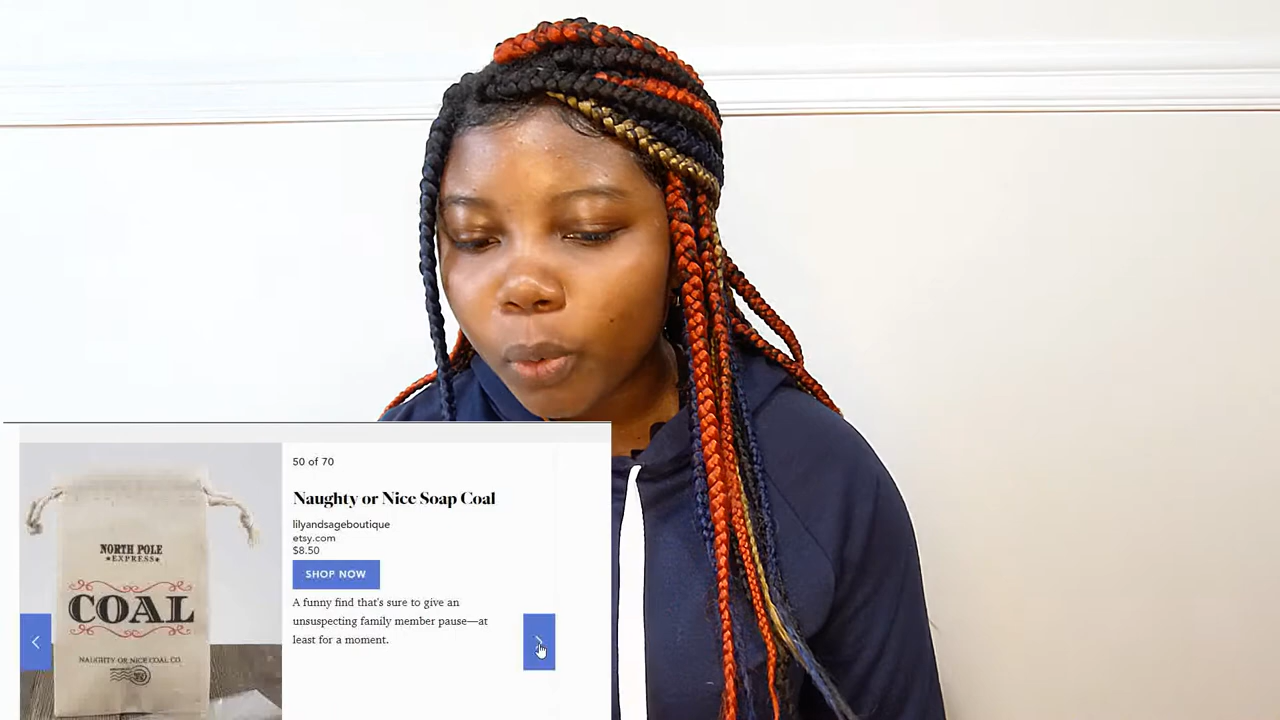 NORTH POLE
EXPRESS
COAL
NAUGHTY OR NICE COAL CO.
50 of 70
Naughty or Nice Soap Coal
lilyandsageboutique
etsy.com
$8.50
SHOP NOW
A funny find that's sure to give an
unsuspecting family member pause—at
least for a moment.